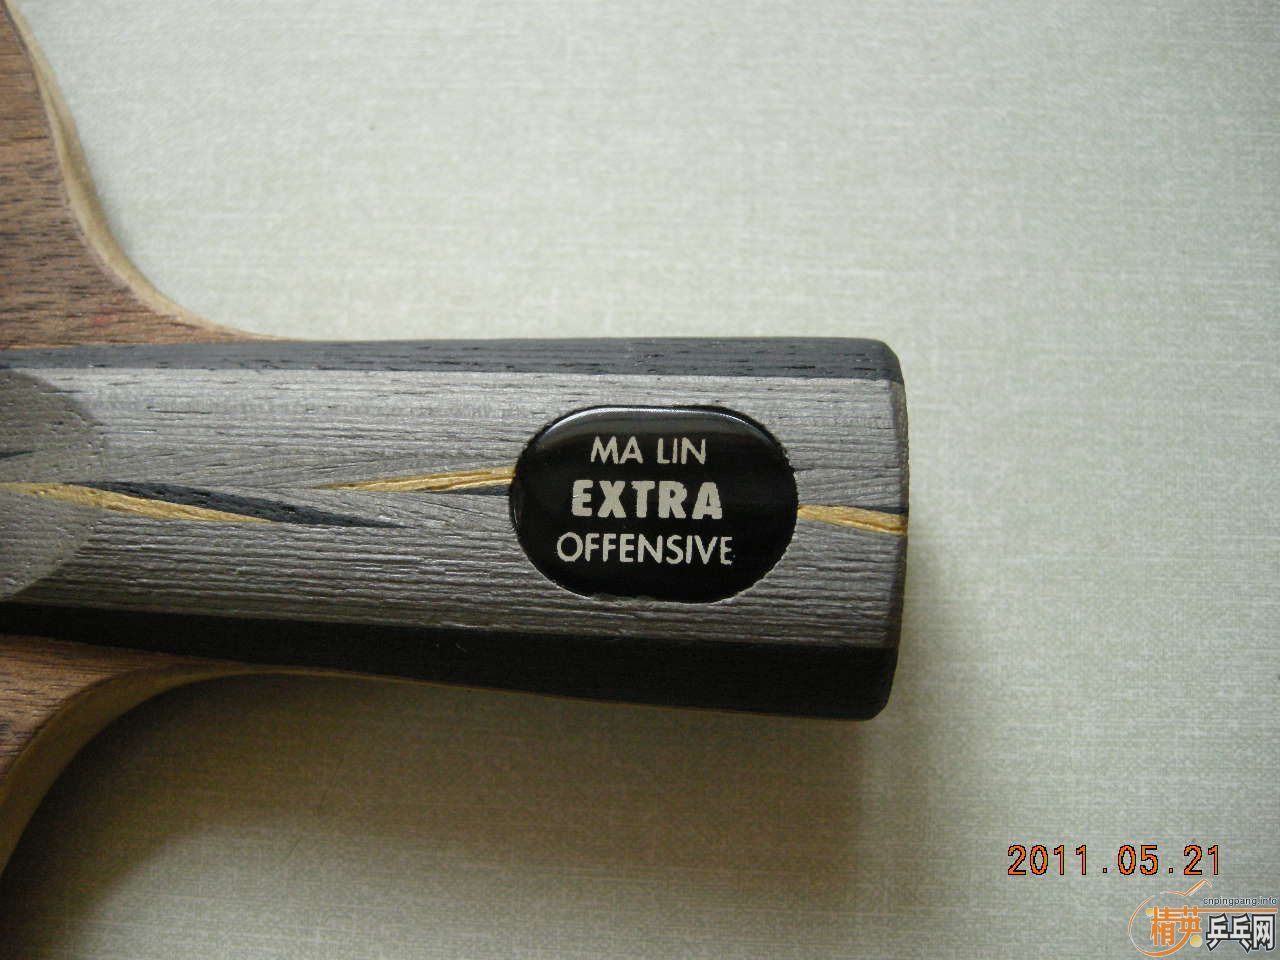 MA LIN
EXTRA
OFFENSIVE
2011.05.21
cnpingpang.info
精英乒乓网